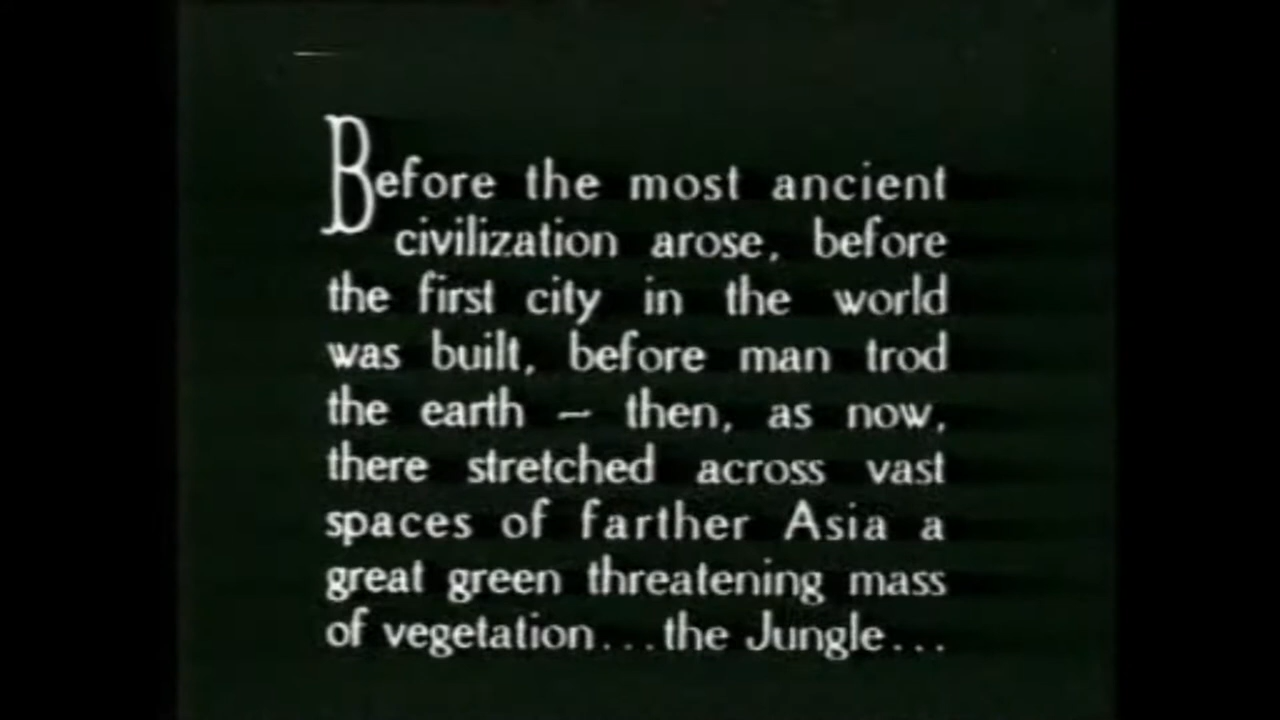 Before the most ancient
civilization arose, before
the first city in the world
was built, before man trod
the earth – then, as now,
there stretched across vast
spaces of farther Asia a
great green threatening mass
of vegetation...the Jungle...